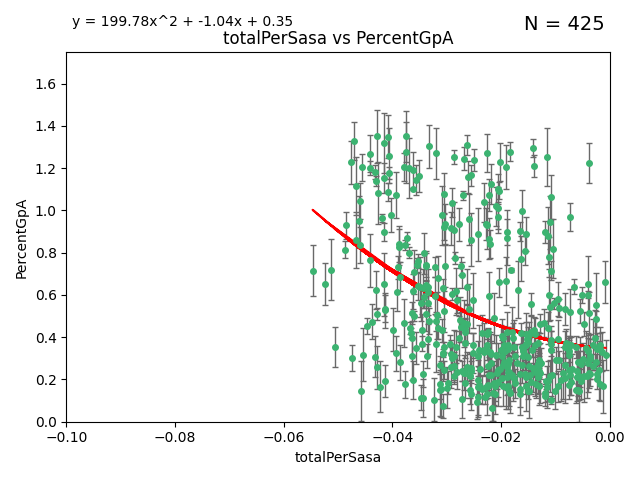 y = 199.78x^2 + -1.04x + 0.35
N = 425
totalPerSasa vs PercentGpA
PercentGpA
1.6
1.4
1.2
1.0
0.8
0.6
0.4
0.2
0.0
−0.10 −0.08 −0.06 −0.04 −0.02 0.00
totalPerSasa